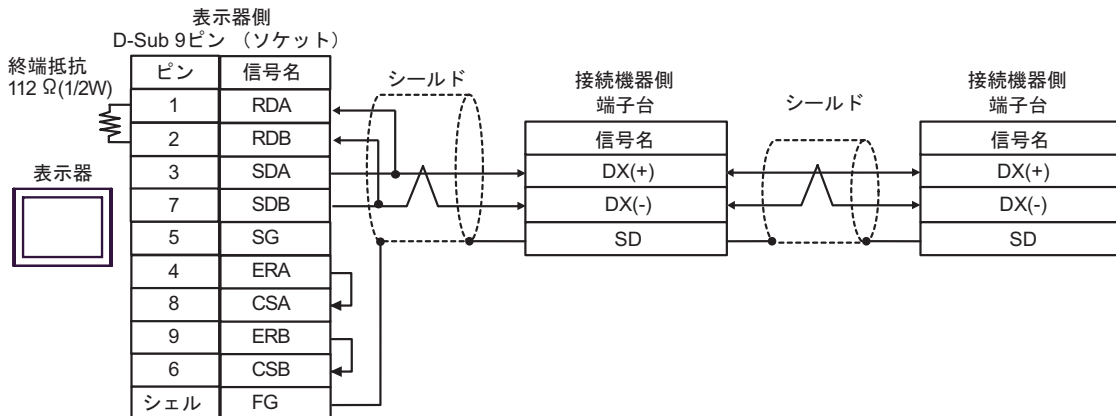 表示器側
D-Sub 9ピン （ソケット）
終端抵抗
112 Ω(1/2W)
ピン 信号名
1 RDA
2 RDB
3 SDA
7 SDB
5 SG
4 ERA
8 CSA
9 ERB
6 CSB
シェル FG
表示器
シールド
接続機器側
端子台
信号名
DX(+)
DX(-)
SD
シールド
接続機器側
端子台
信号名
DX(+)
DX(-)
SD